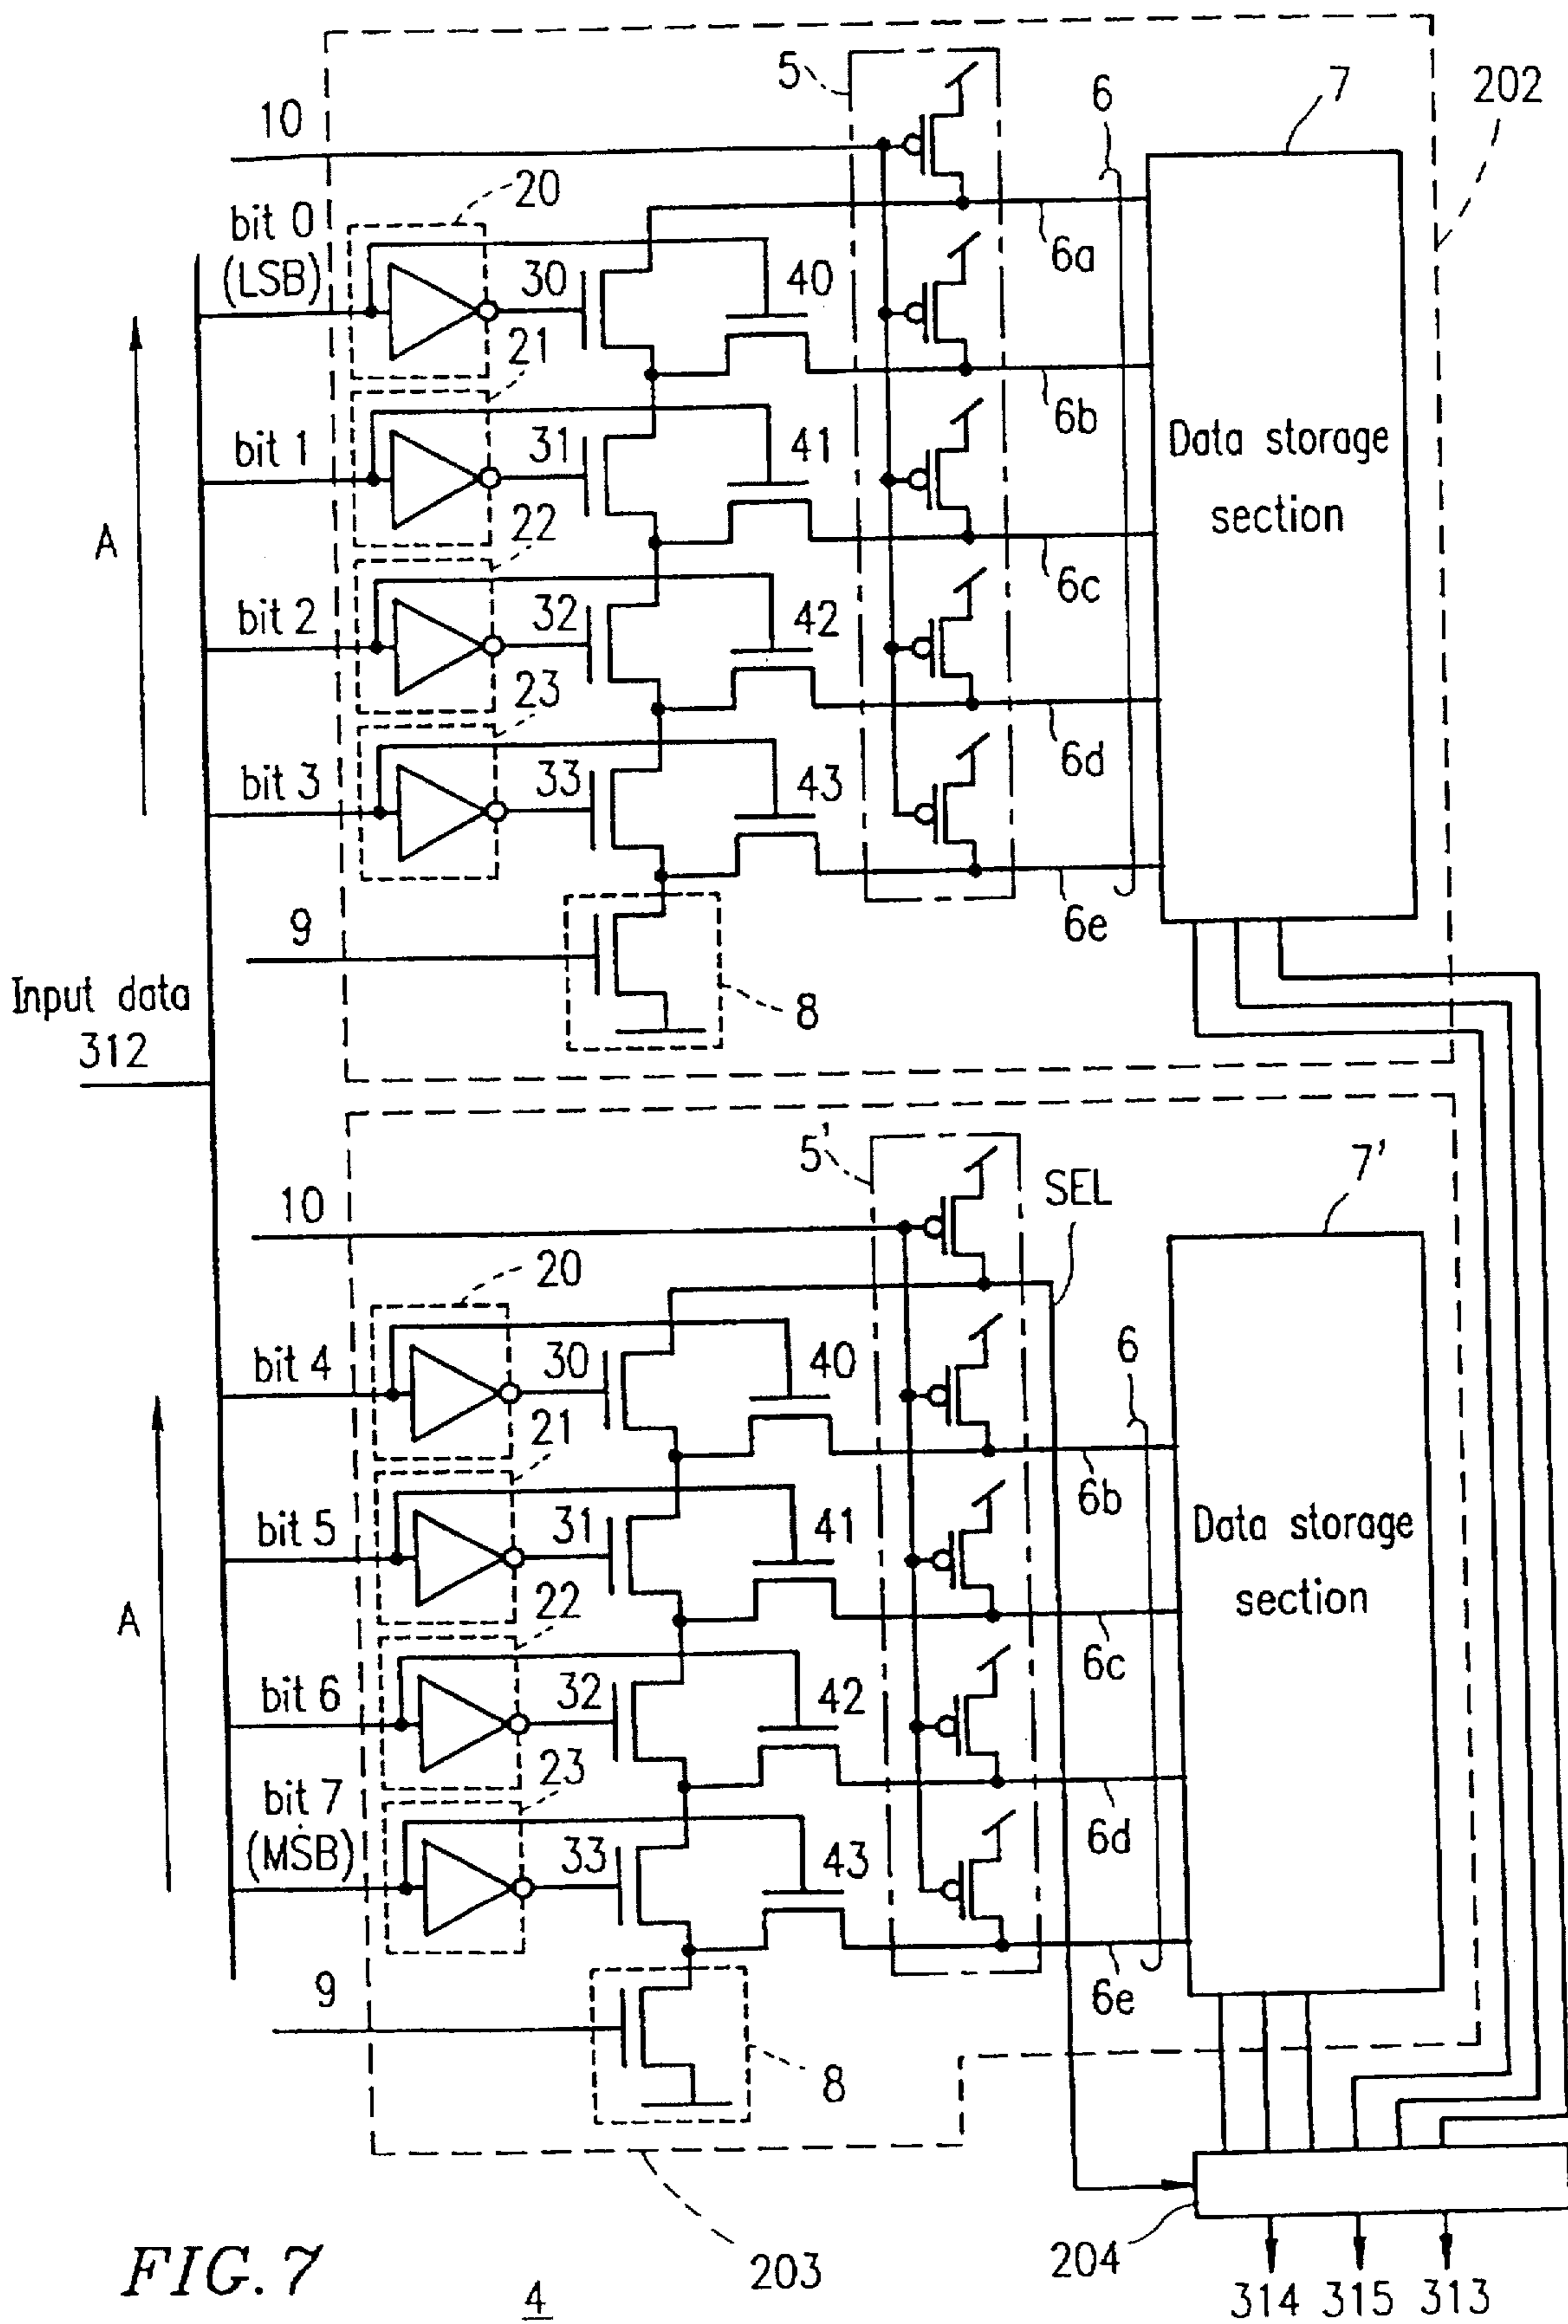 5
6
7
202
10
20
bit 0
(LSB)
30
40
6a
21
bit 1
31
41
6b
Data storage
section
A
22
bit 2
32
42
6c
23
bit 3
33
43
6d
9
6e
Input data
312
8
5'
SEL
7'
10
20
bit 4
30
40
6
21
6b
bit 5
31
41
Data storage
section
A
22
6c
bit 6
32
42
23
bit 7
(MSB)
33
43
6d
9
6e
8
204
203
314 315 313
FIG. 7
4